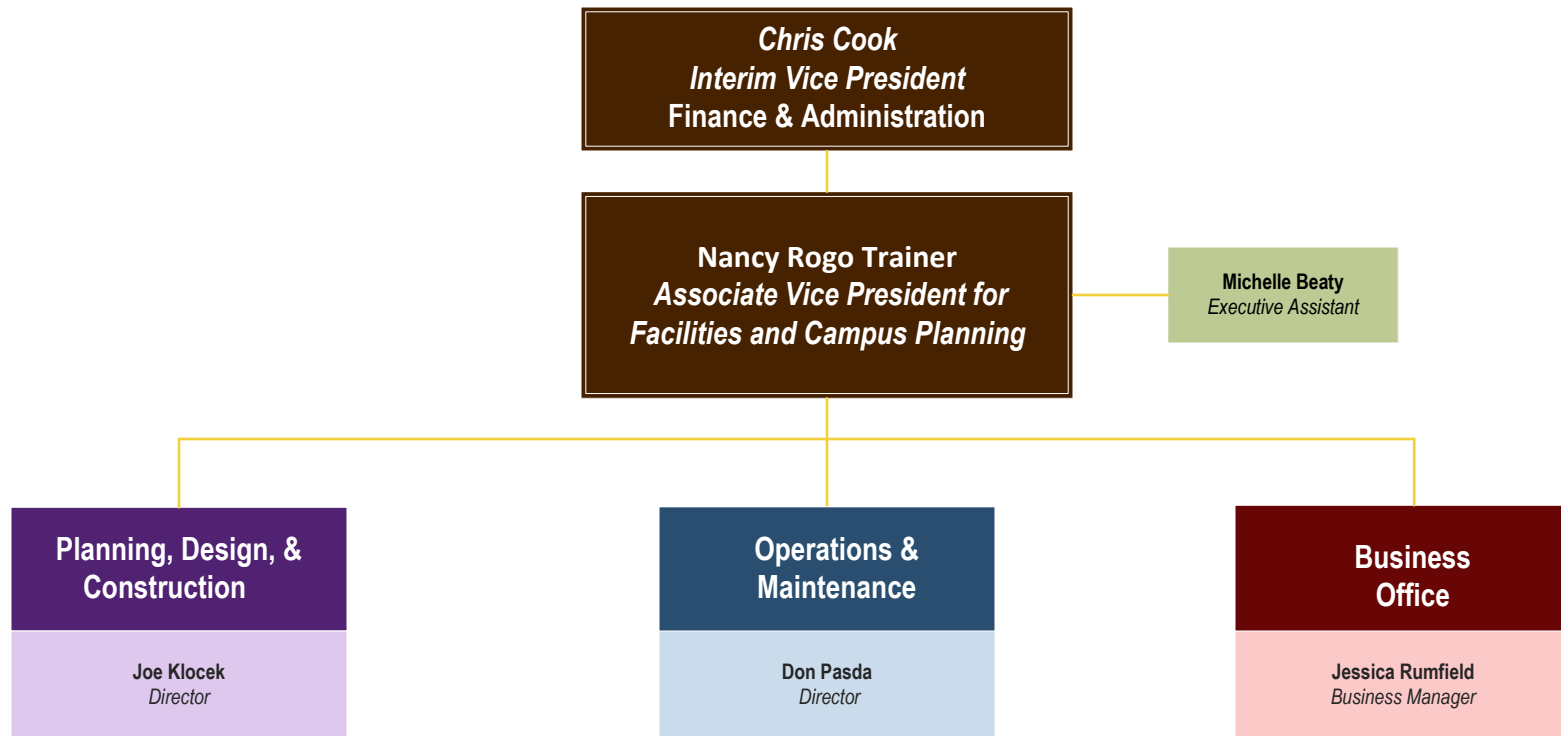 Chris Cook
Interim Vice President
Finance & Administration
Nancy Rogo Trainer
Associate Vice President for
Facilities and Campus Planning
Michelle Beaty
Executive Assistant
Planning, Design, &
Construction
Joe Klocek
Director
Operations &
Maintenance
Don Pasda
Director
Business
Office
Jessica Rumfield
Business Manager